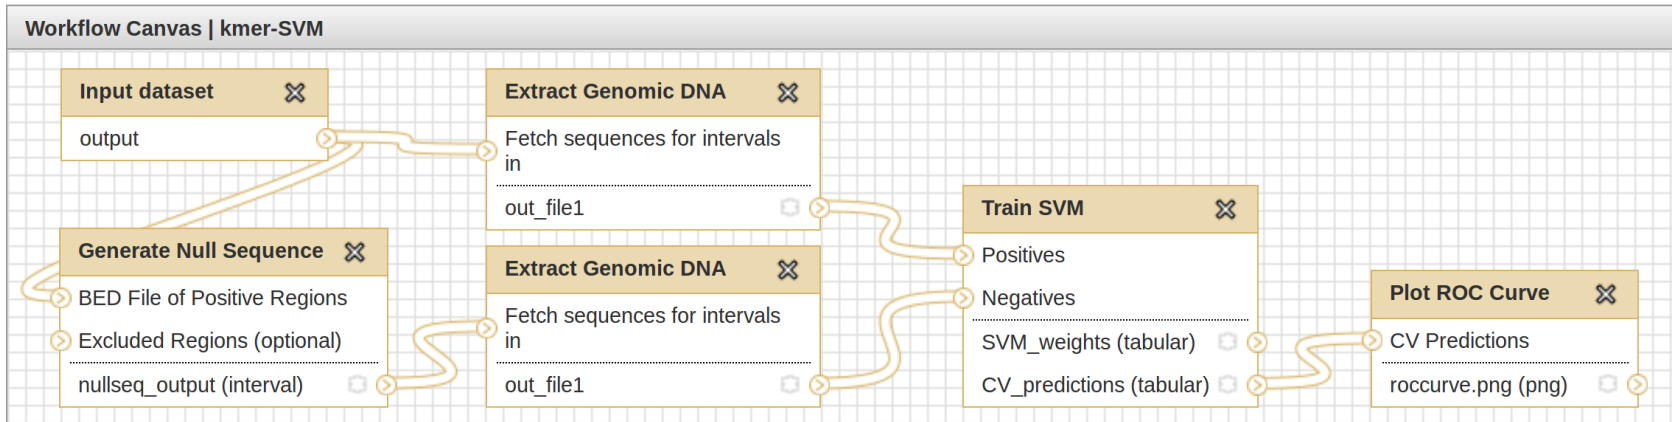 Workflow Canvas | kmer-SVM
Input dataset
output
Generate Null Sequence
BED File of Positive Regions
Excluded Regions (optional)
nullseq_output (interval)
Extract Genomic DNA
Fetch sequences for intervals
in
out_file1
Extract Genomic DNA
Fetch sequences for intervals
in
out_file1
Train SVM
Positives
Negatives
SVM_weights (tabular)
CV_predictions (tabular)
Plot ROC Curve
CV Predictions
roccurve.png (png)